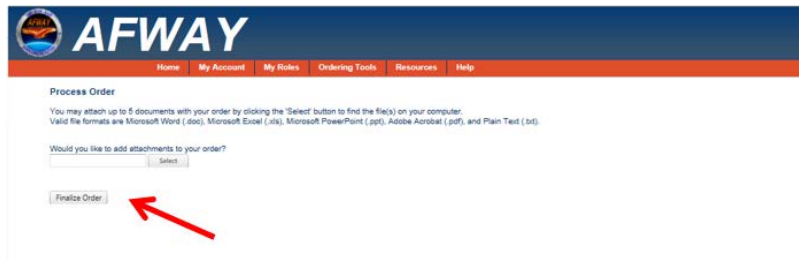 AFWAY
AFWAY
Home My Account My Roles Ordering Tools Resources Help
Process Order
You may attach up to 5 documents with your order by clicking the 'Select' button to find the file(s) on your computer.
Valid file formats are Microsoft Word (.doc), Microsoft Excel (.xls), Microsoft PowerPoint (.ppt), Adobe Acrobat (.pdf), and Plain Text (.txt).
Would you like to add attachments to your order?
Select
Finalize Order